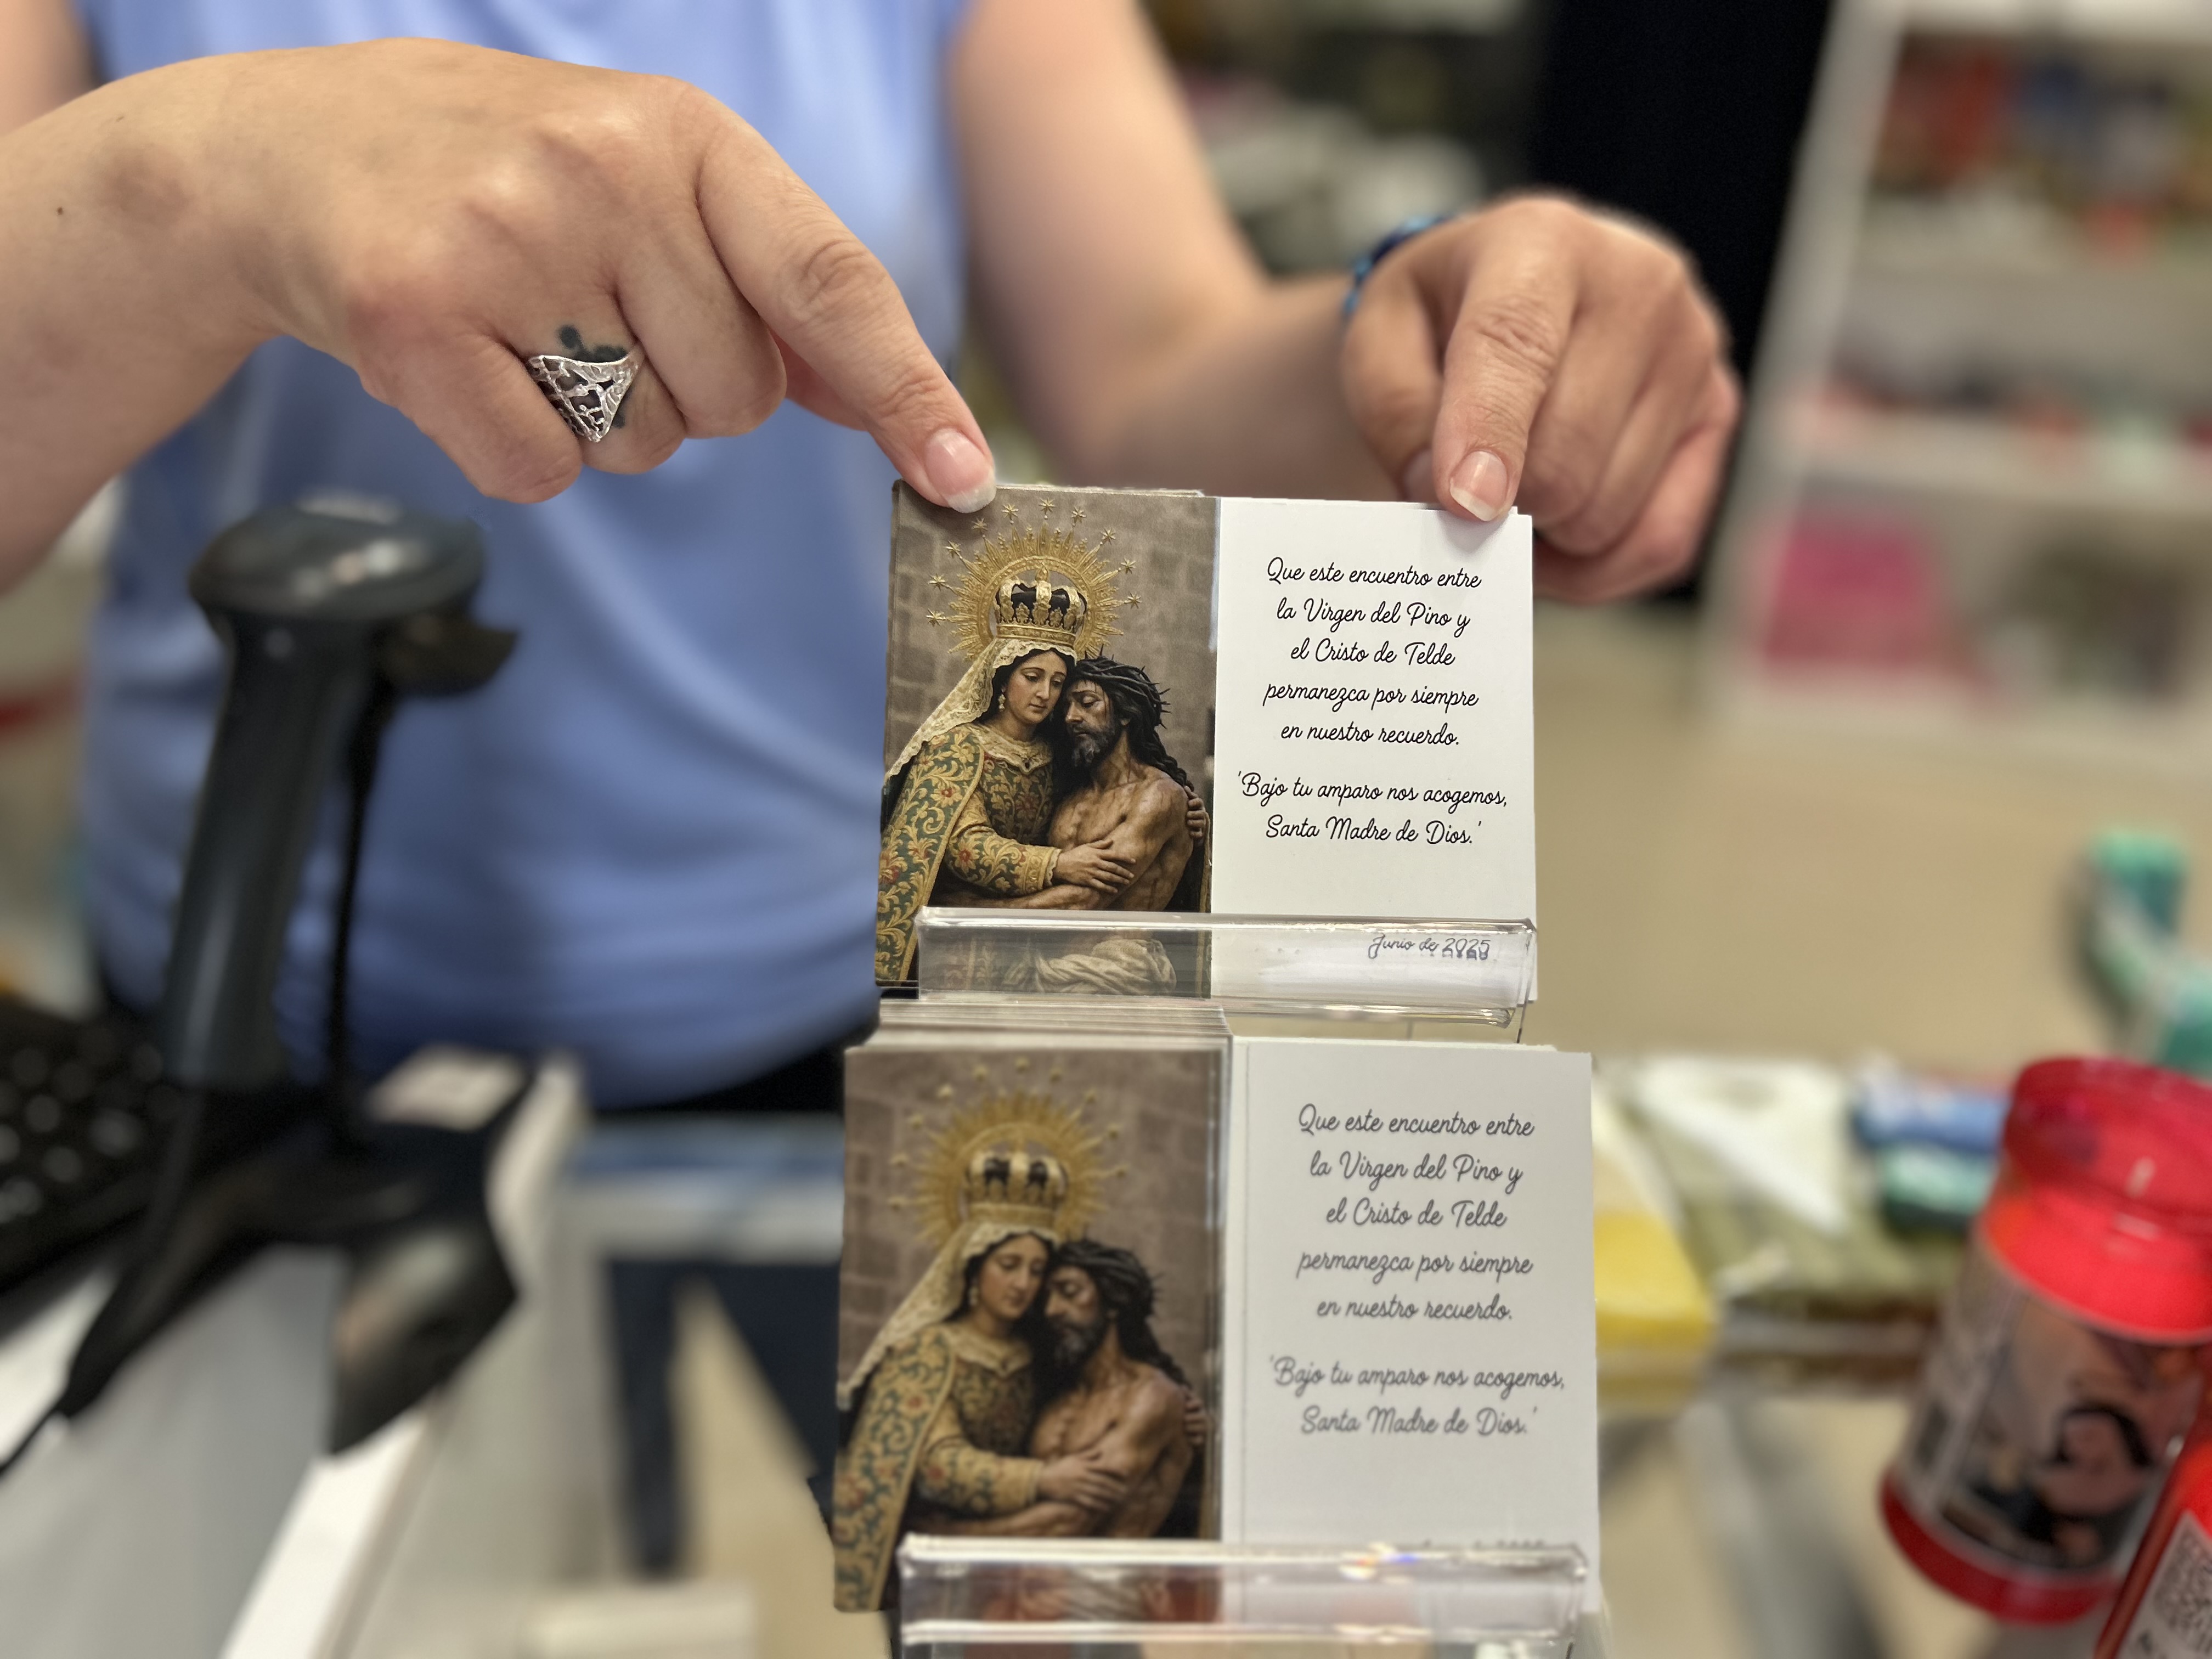 Que este encuentro entre
la Virgen del Pino y
el Cristo de Telde
permanezca por siempre
en nuestro recuerdo.
'Bajo tu amparo nos acogemos,
Santa Madre de Dios.'
Junio de 2025
Que este encuentro entre
la Virgen del Pino y
el Cristo de Telde
permanezca por siempre
en nuestro recuerdo.
'Bajo tu amparo nos acogemos,
Santa Madre de Dios.'